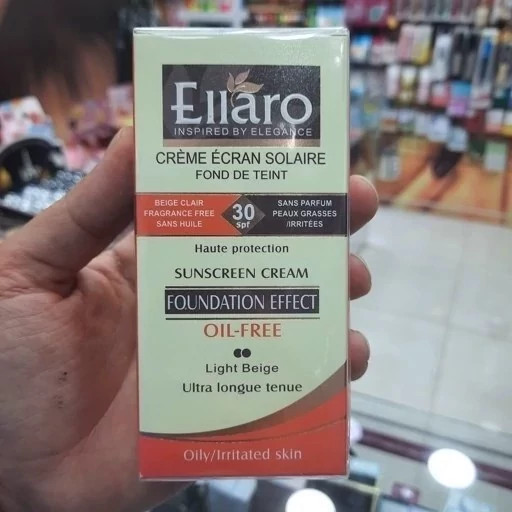 Ellaro
INSPIRED BY ELEGANCE
CRÈME ÉCRAN SOLAIRE
FOND DE TEINT
BEIGE CLAIR
FRAGRANCE FREE
SANS HUILE
30
Spf
SANS PARFUM
PEAUX GRASSES
/IRRITÉES
Haute protection
SUNSCREEN CREAM
FOUNDATION EFFECT
OIL-FREE
Light Beige
Ultra longue tenue
Oily/Irritated skin